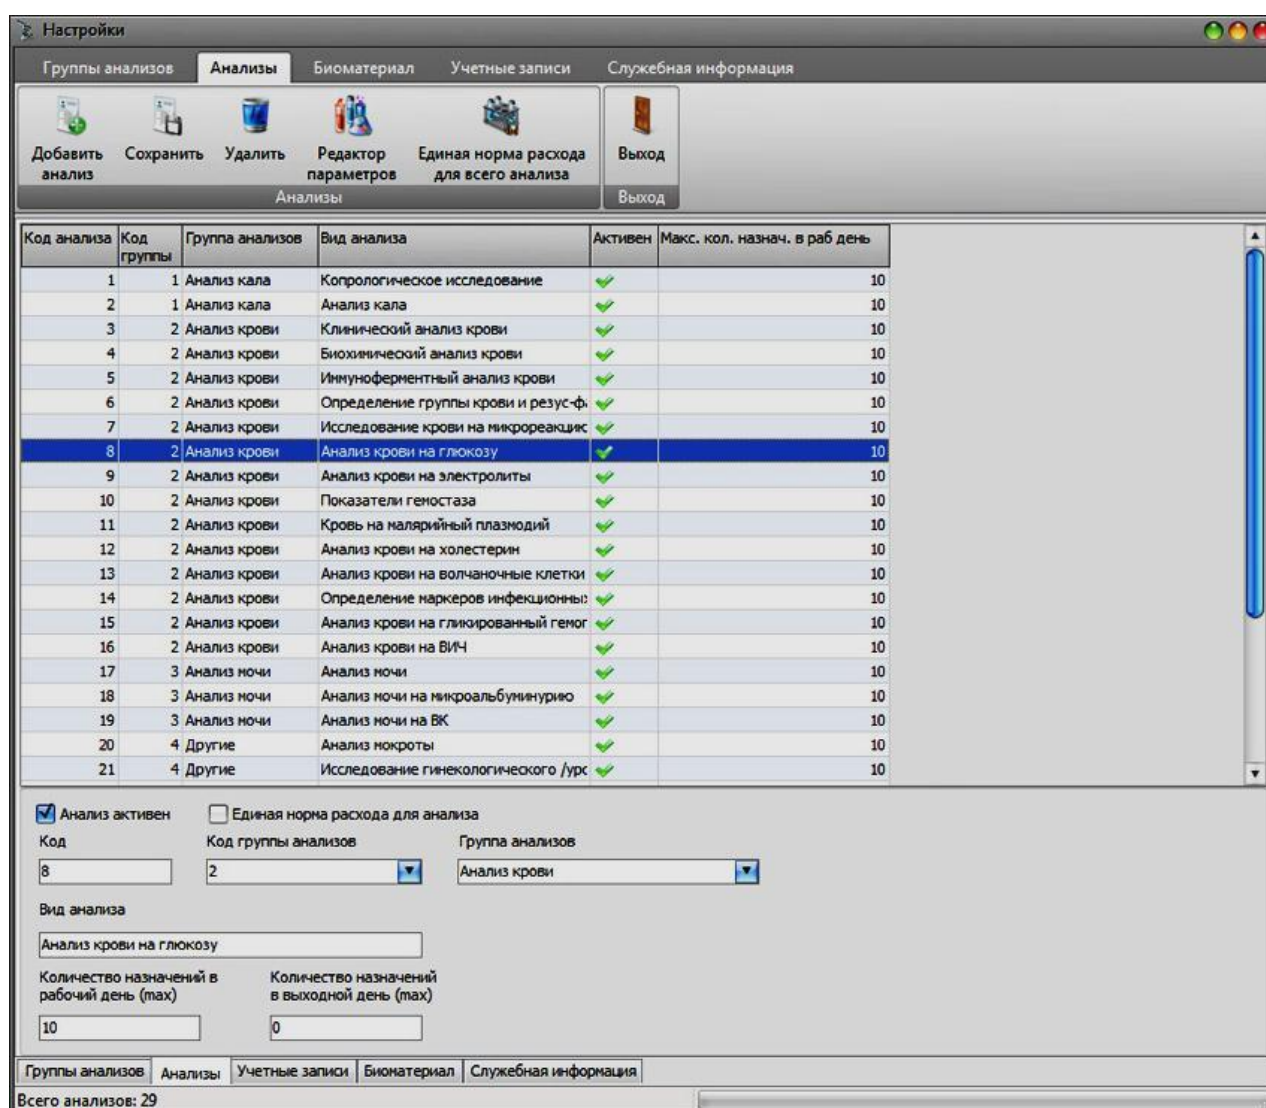 Настройки
Группы анализов Анализы Биоматериал Учетные записи Служебная информация
Добавить анализ Сохранить Удалить Редактор параметров Единая норма расхода для всего анализа Выход
Анализы Выход
Код анализа Код группы Группа анализов Вид анализа Активен Макс. кол. назнач. в раб день
1 1 Анализ кала Копрологическое исследование 10
2 1 Анализ кала Анализ кала 10
3 2 Анализ крови Клинический анализ крови 10
4 2 Анализ крови Биохимический анализ крови 10
5 2 Анализ крови Иммуноферментный анализ крови 10
6 2 Анализ крови Определение группы крови и резус-ф 10
7 2 Анализ крови Исследование крови на микрореакцик 10
8 2 Анализ крови Анализ крови на глюкозу 10
9 2 Анализ крови Анализ крови на электролиты 10
10 2 Анализ крови Показатели гемостаза 10
11 2 Анализ крови Кровь на малярийный плазмодий 10
12 2 Анализ крови Анализ крови на холестерин 10
13 2 Анализ крови Анализ крови на волчаночные клетки 10
14 2 Анализ крови Определение маркеров инфекционны 10
15 2 Анализ крови Анализ крови на гликированный гемог 10
16 2 Анализ крови Анализ крови на ВИЧ 10
17 3 Анализ мочи Анализ мочи 10
18 3 Анализ мочи Анализ мочи на микроальбуминурию 10
19 3 Анализ мочи Анализ мочи на ВК 10
20 4 Другие Анализ мокроты 10
21 4 Другие Исследование гинекологического /урс 10
Анализ активен Единая норма расхода для анализа
Код Код группы анализов Группа анализов
8 2 Анализ крови
Вид анализа
Анализ крови на глюкозу
Количество назначений в Количество назначений
рабочий день (max) в выходной день (max)
10 0
Группы анализов Анализы Учетные записи Биоматериал Служебная информация
Всего анализов: 29